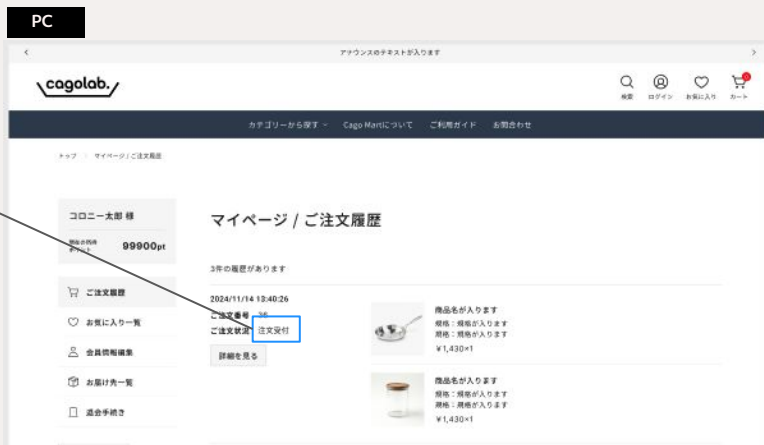 PC
アナウンスのテキストが入ります
cagolab.
検索 ログイン お気に入り カート
0
カテゴリーから探す Cago Martについて ご利用ガイド お問合わせ
トップ マイページ/ご注文履歴
コロニー太郎 様
現在の所持
ポイント
99900pt
ご注文履歴
お気に入り一覧
会員情報編集
お届け先一覧
退会手続き
マイページ / ご注文履歴
3件の履歴があります
2024/11/14 13:40:26
ご注文番号
ご注文状況 注文受付
詳細を見る
商品名が入ります
規格：規格が入ります
規格：規格が入ります
¥1,430×1
商品名が入ります
規格：規格が入ります
規格：規格が入ります
¥1,430×1